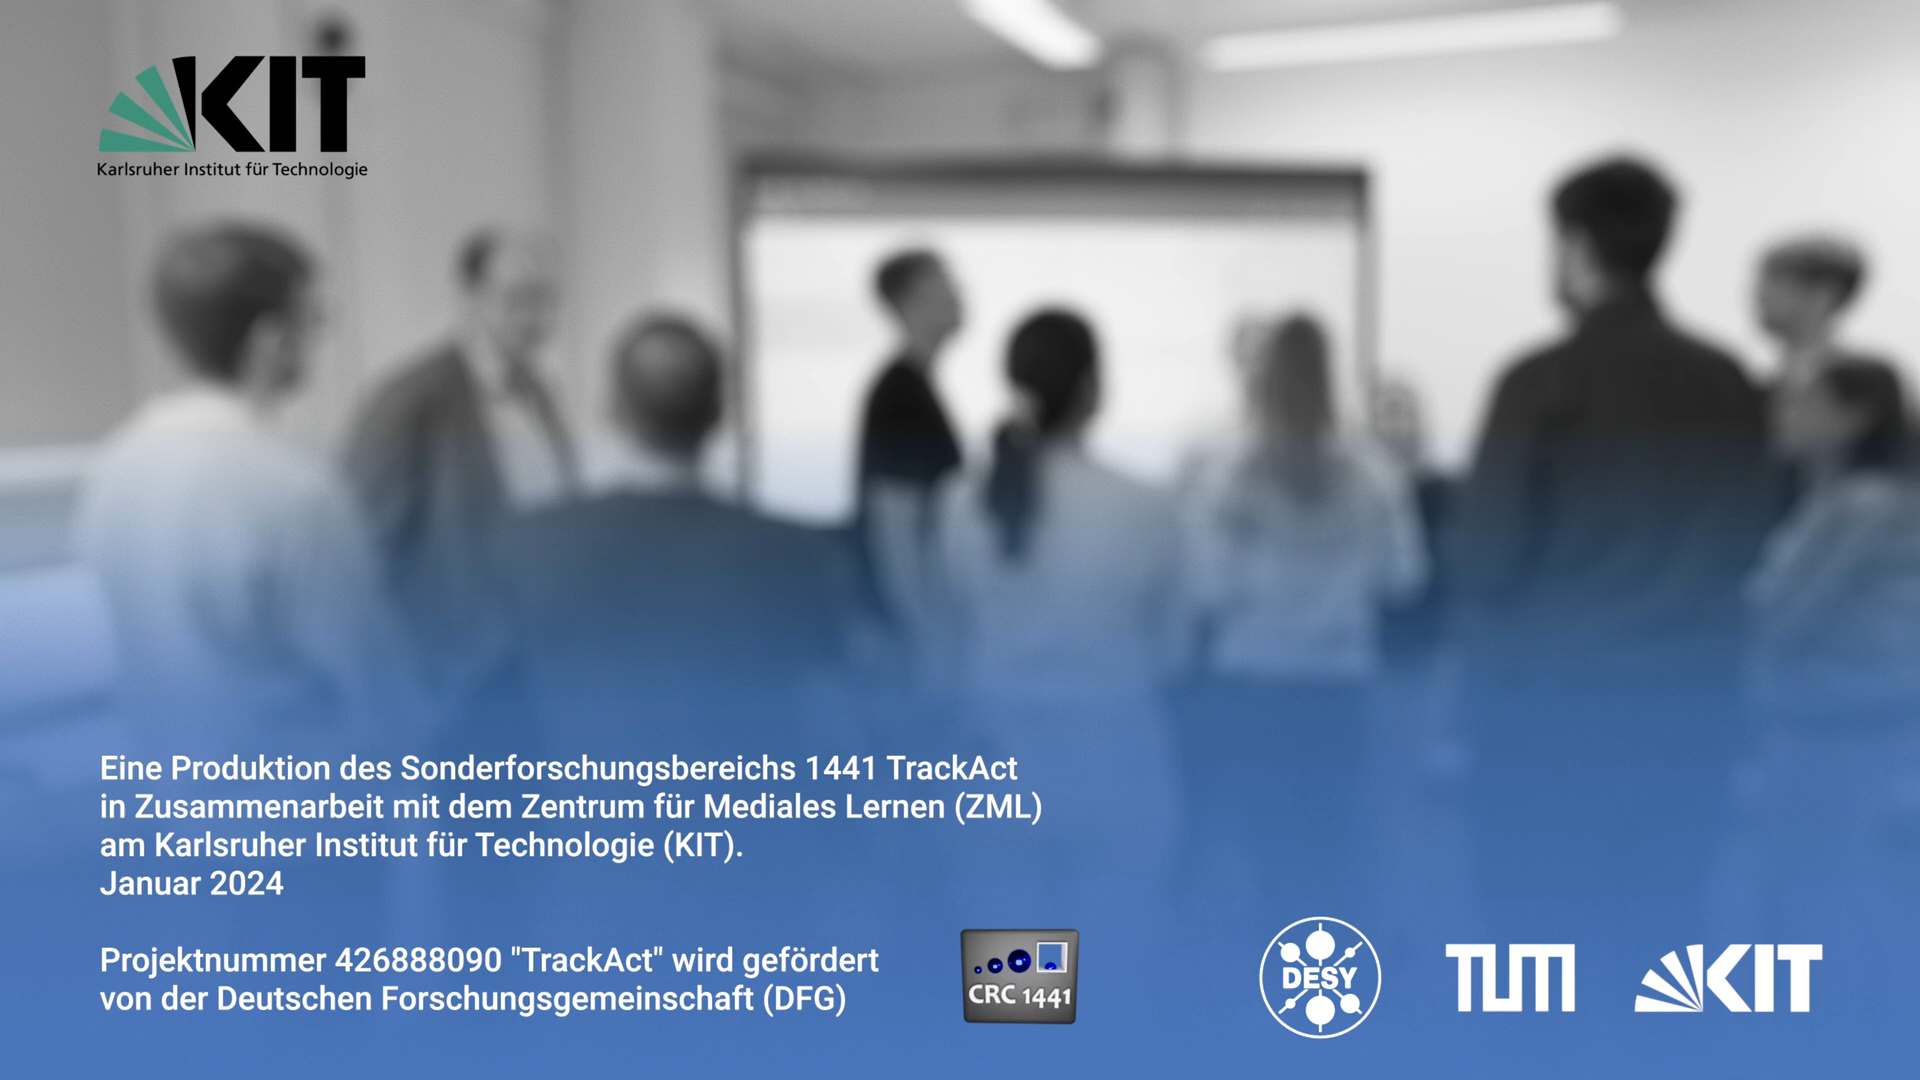 KIT
Karlsruher Institut für Technologie
Eine Produktion des Sonderforschungsbereichs 1441 TrackAct
in Zusammenarbeit mit dem Zentrum für Mediales Lernen (ZML)
am Karlsruher Institut für Technologie (KIT).
Januar 2024
Projektnummer 426888090 "TrackAct" wird gefördert
von der Deutschen Forschungsgemeinschaft (DFG)
CRC 1441
DESY
TUM
KIT